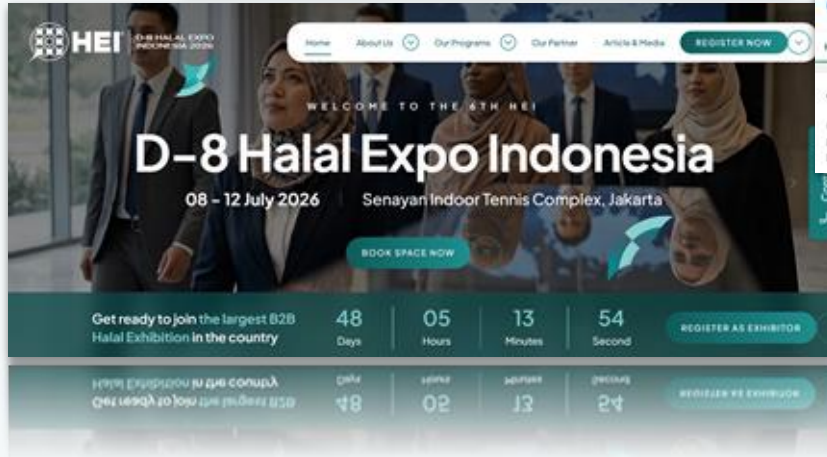 HEI
D-8 HALAL EXPO
INDONESIA 2026
Home
About Us
Our Programs
Our Partner
Article & Media
REGISTER NOW
WELCOME TO THE 6TH HEI
D-8 Halal Expo Indonesia
08 - 12 July 2026
Senayan Indoor Tennis Complex, Jakarta
BOOK SPACE NOW
Get ready to join the largest B2B
Halal Exhibition in the country
48
Days
05
Hours
13
Minutes
54
Second
REGISTER AS EXHIBITOR